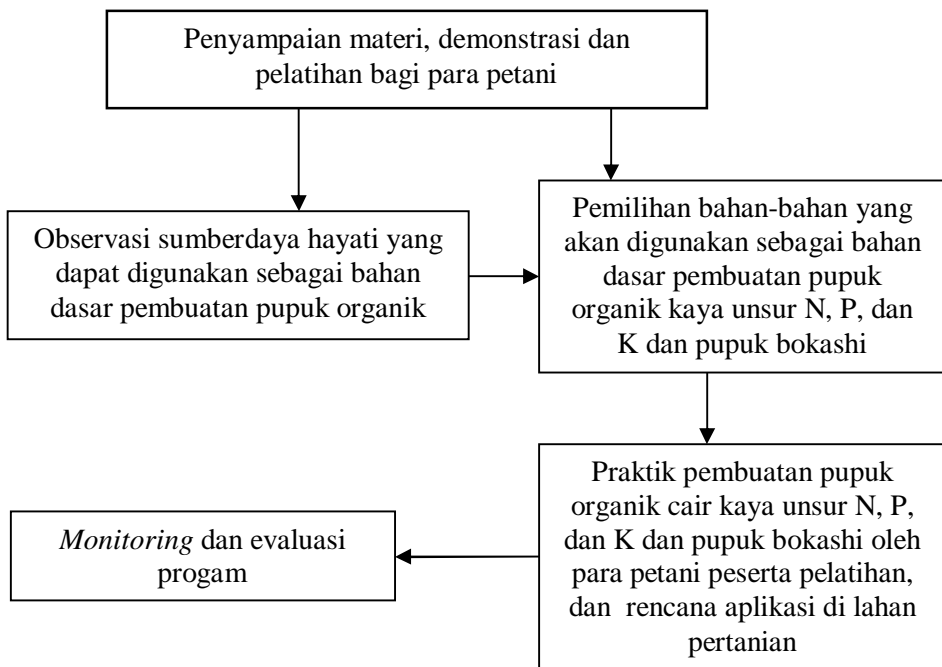 Penyampaian materi, demonstrasi dan
pelatihan bagi para petani
Observasi sumberdaya hayati yang
dapat digunakan sebagai bahan
dasar pembuatan pupuk organik
Pemilihan bahan-bahan yang
akan digunakan sebagai bahan
dasar pembuatan pupuk
organik kaya unsur N, P, dan
K dan pupuk bokashi
Praktik pembuatan pupuk
organik cair kaya unsur N, P,
dan K dan pupuk bokashi oleh
para petani peserta pelatihan,
dan rencana aplikasi di lahan
pertanian
Monitoring dan evaluasi
progam